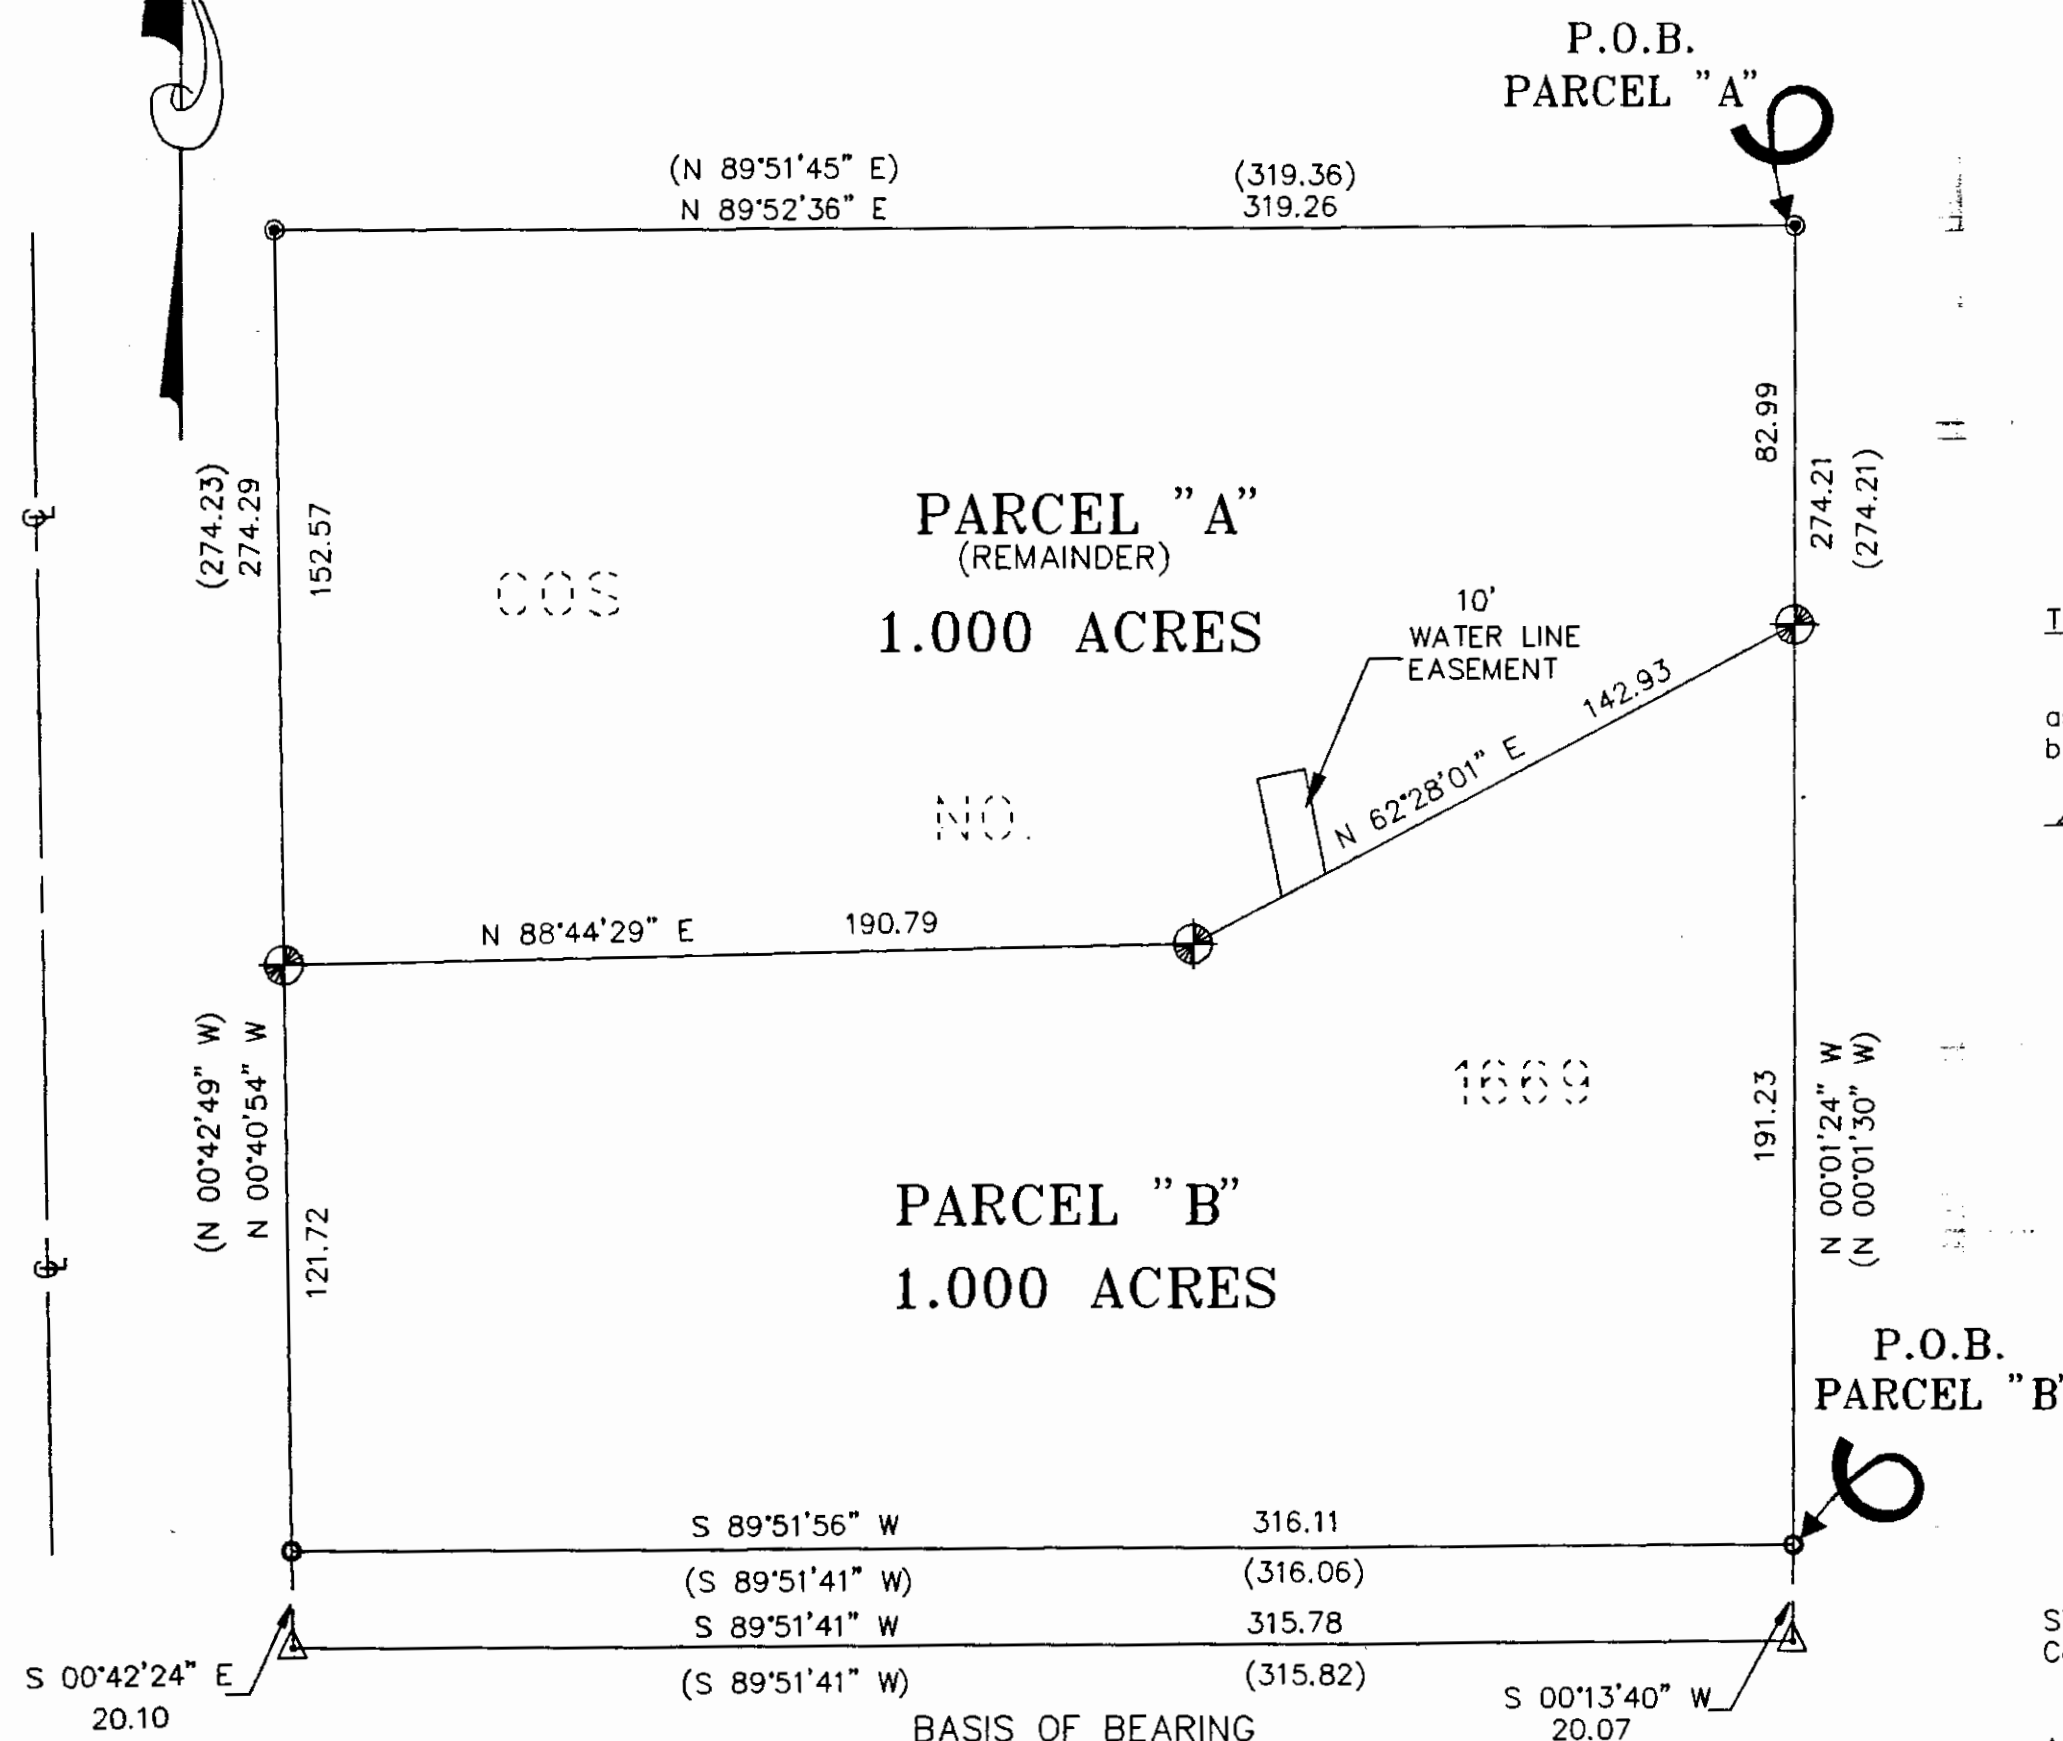 P.O.B.
PARCEL "A"
(N 89°51'45" E)
(319.36)
N 89°52'36" E
319.26
82.99
274.21
(274.21)
(274.23)
274.29
152.57
PARCEL "A"
(REMAINDER)
1.000 ACRES
COS
10'
WATER LINE
EASEMENT
142.93
N 62°28'01" E
NO.
N 88°44'29" E
190.79
1669
(N 00°42'49" W)
N 00°40'54" W
121.72
191.23
N 00°01'24" W
(N 00°01'30" W)
PARCEL "B"
1.000 ACRES
P.O.B.
PARCEL "B"
S 89°51'56" W
316.11
(S 89°51'41" W)
(316.06)
S 89°51'41" W
315.78
(S 89°51'41" W)
(315.82)
S 00°42'24" E
20.10
S 00°13'40" W
20.07
BASIS OF BEARING